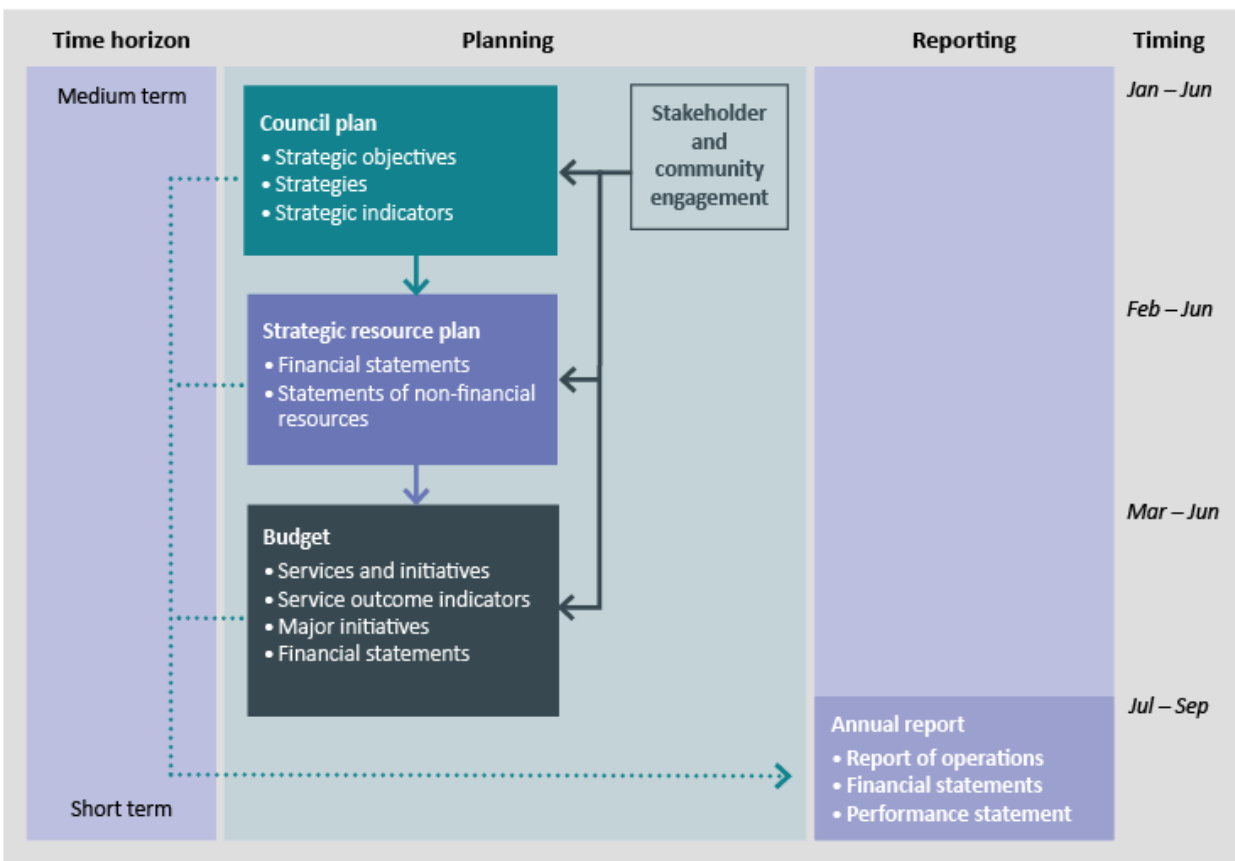 Time horizon
Planning
Reporting
Timing
Medium term
Jan – Jun
Council plan
• Strategic objectives
• Strategies
• Strategic indicators
Stakeholder
and
community
engagement
Feb – Jun
Strategic resource plan
• Financial statements
• Statements of non-financial
resources
Mar – Jun
Budget
• Services and initiatives
• Service outcome indicators
• Major initiatives
• Financial statements
Jul – Sep
Annual report
• Report of operations
• Financial statements
• Performance statement
Short term